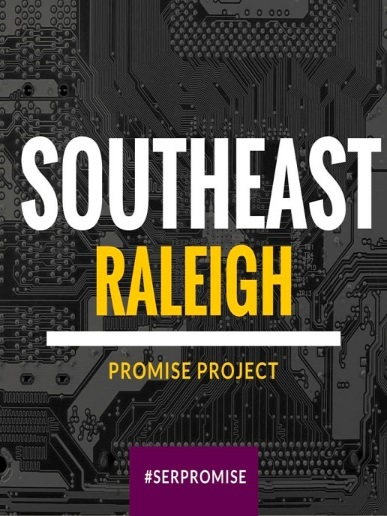 SOUTHEAST
RALEIGH
PROMISE PROJECT
#SERPROMISE